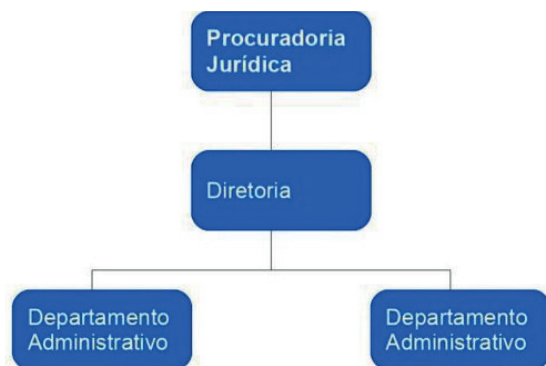 Procuradoria
Jurídica
Diretoria
Departamento
Administrativo
Departamento
Administrativo